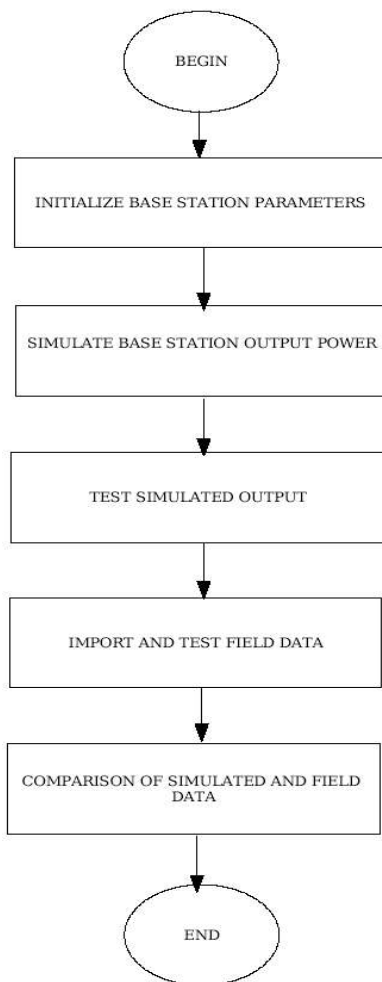 BEGIN
INITIALIZE BASE STATION PARAMETERS
SIMULATE BASE STATION OUTPUT POWER
TEST SIMULATED OUTPUT
IMPORT AND TEST FIELD DATA
COMPARISON OF SIMULATED AND FIELD
DATA
END